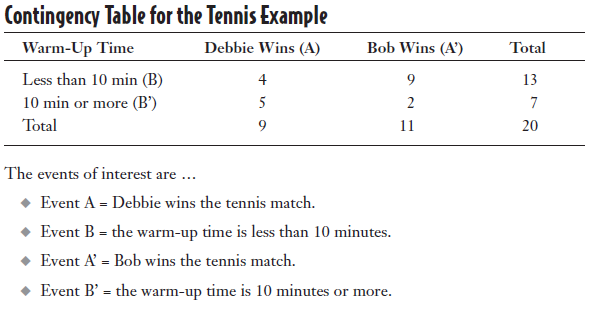 Contingency Table for the Tennis Example
Warm-Up Time Debbie Wins (A) Bob Wins (A’) Total
Less than 10 min (B) 4 9 13
10 min or more (B’) 5 2 7
Total 9 11 20
The events of interest are …
◆ Event A = Debbie wins the tennis match.
◆ Event B = the warm-up time is less than 10 minutes.
◆ Event A’ = Bob wins the tennis match.
◆ Event B’ = the warm-up time is 10 minutes or more.